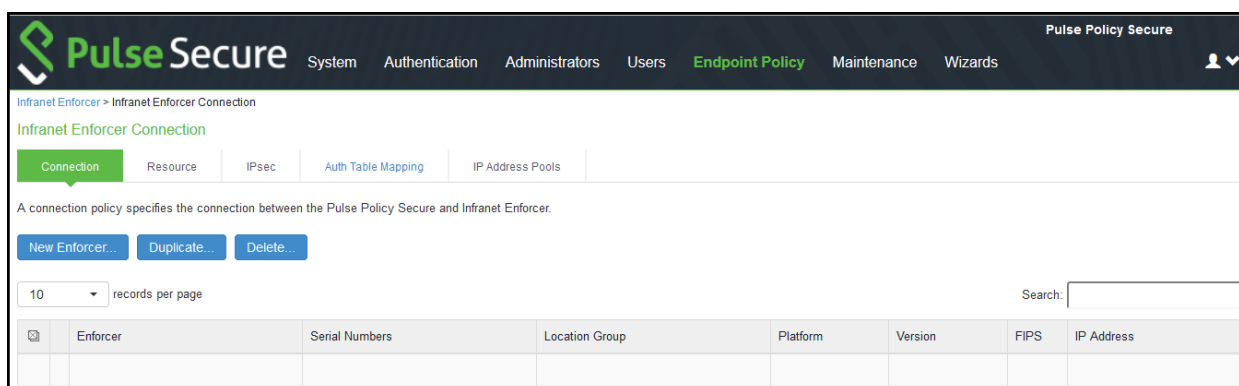 Pulse Policy Secure
Pulse Secure System Authentication Administrators Users Endpoint Policy Maintenance Wizards
Infranet Enforcer > Infranet Enforcer Connection
Infranet Enforcer Connection
Connection Resource IPsec Auth Table Mapping IP Address Pools
A connection policy specifies the connection between the Pulse Policy Secure and Infranet Enforcer.
New Enforcer... Duplicate... Delete...
10 records per page Search:
Enforcer Serial Numbers Location Group Platform Version FIPS IP Address